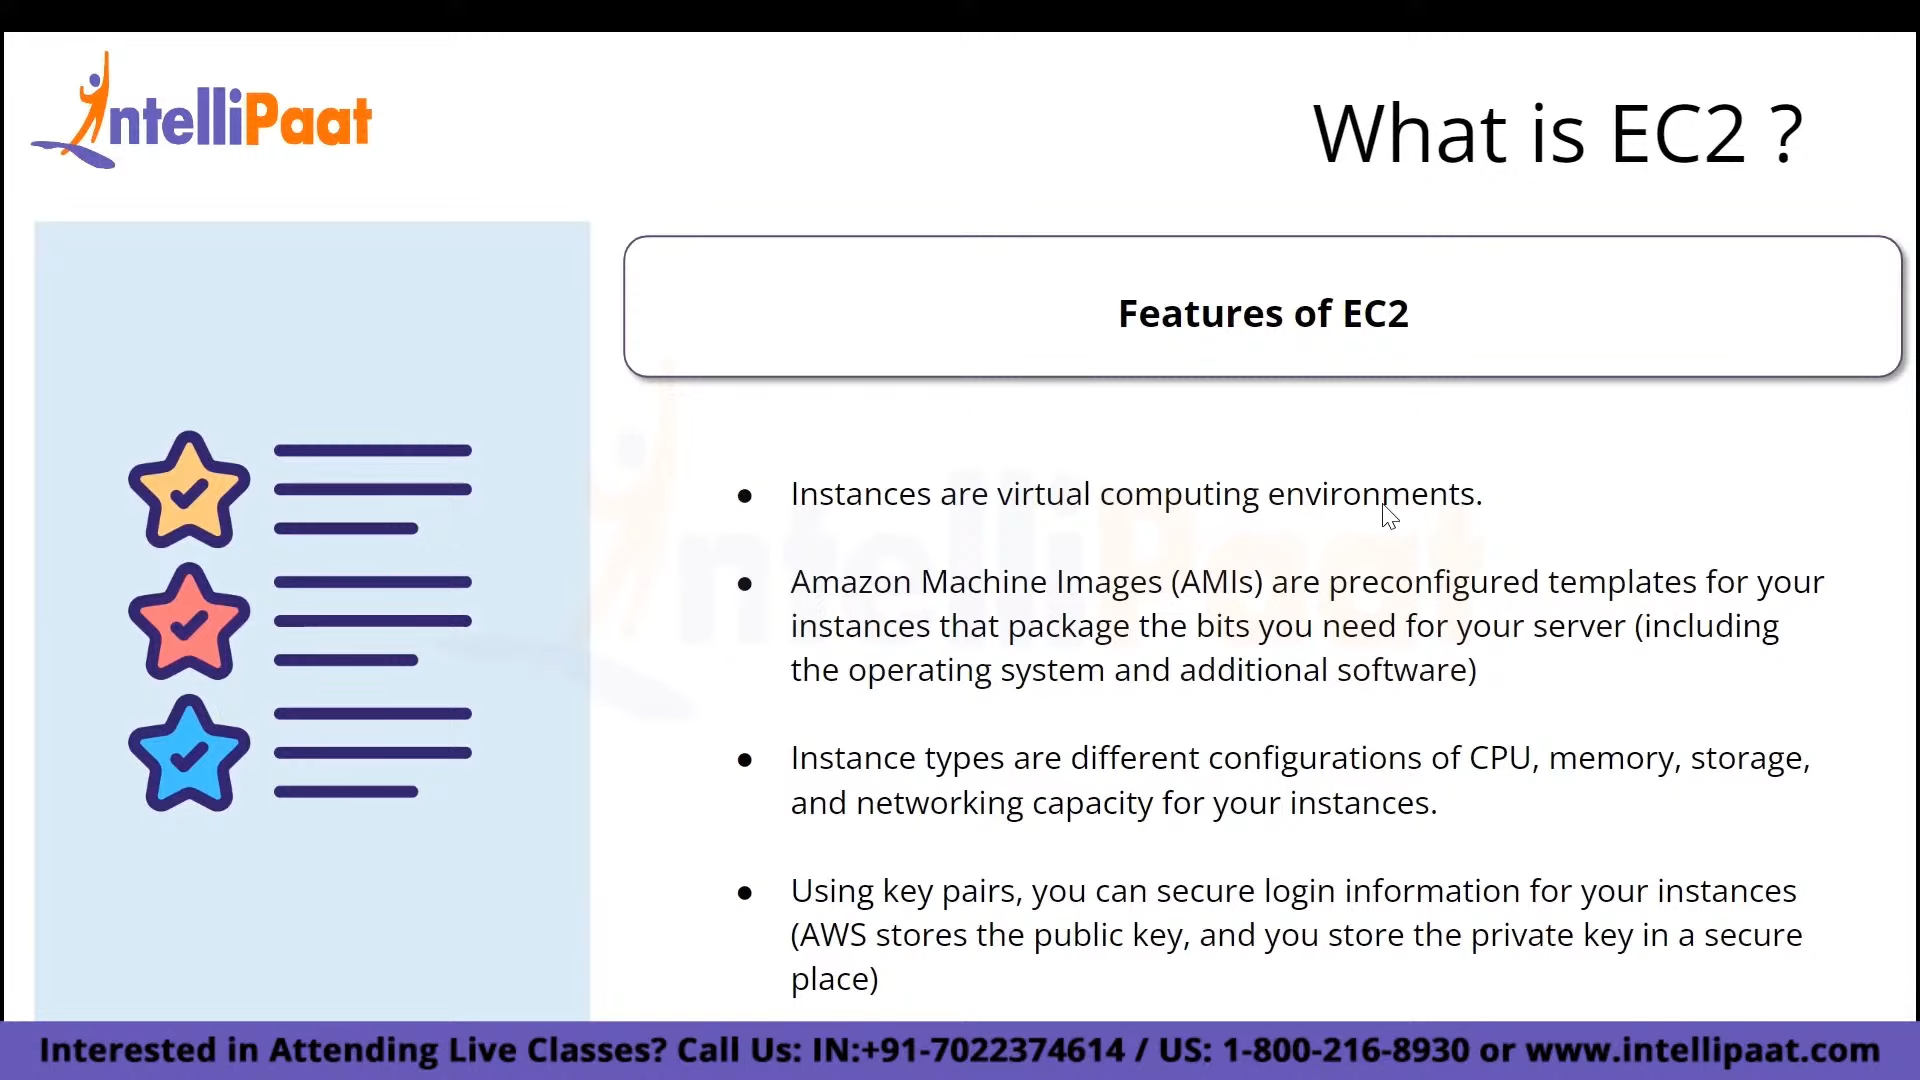 IntelliPaat
What is EC2 ?
Features of EC2
● Instances are virtual computing environments.
● Amazon Machine Images (AMIs) are preconfigured templates for your
instances that package the bits you need for your server (including
the operating system and additional software)
● Instance types are different configurations of CPU, memory, storage,
and networking capacity for your instances.
● Using key pairs, you can secure login information for your instances
(AWS stores the public key, and you store the private key in a secure
place)
IntelliPaat
Interested in Attending Live Classes? Call Us: IN:+91-7022374614 / US: 1-800-216-8930 or www.intellipaat.com